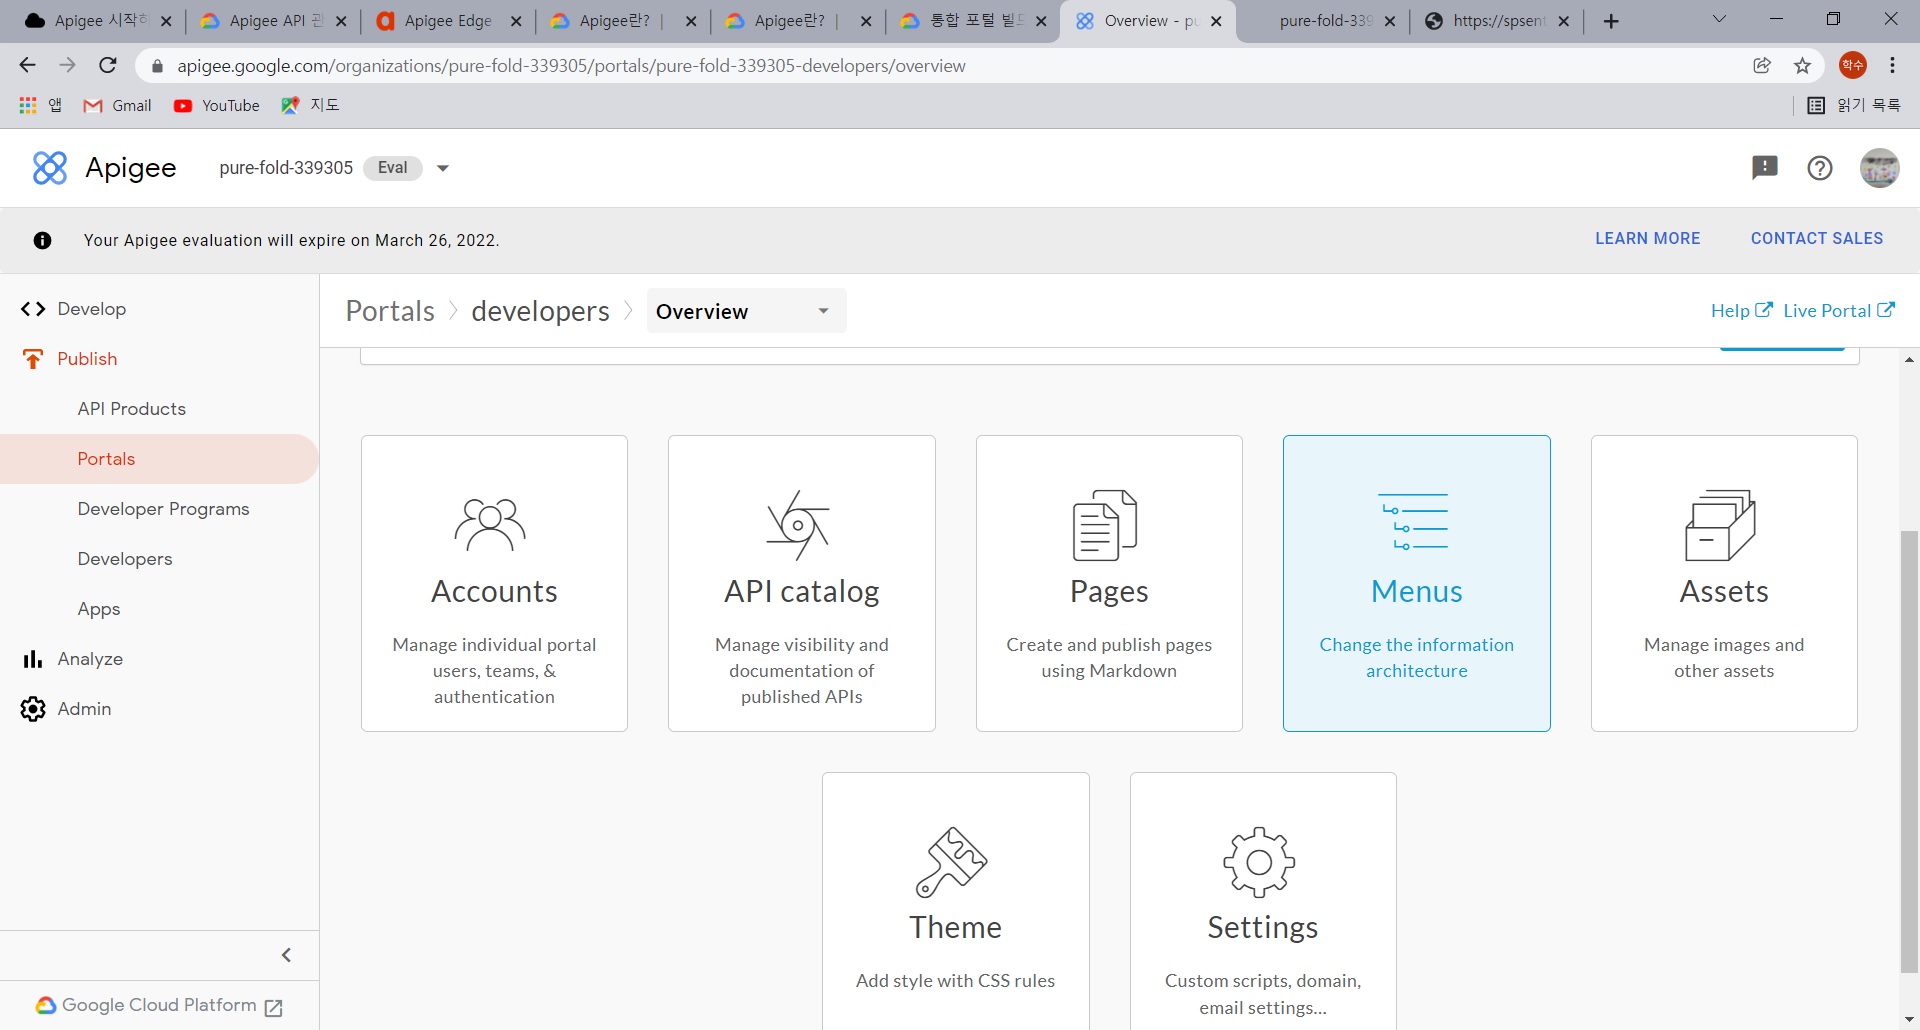 Apigee 시작하
Apigee API 관
Apigee Edge
Apigee란? |
Apigee란? |
통합 포털 빌드
Overview - pu
pure-fold-339
https://spsent
apigee.google.com/organizations/pure-fold-339305/portals/pure-fold-339305-developers/overview
학수
앱
Gmail
YouTube
지도
읽기 목록
Apigee
pure-fold-339305
Eval
Your Apigee evaluation will expire on March 26, 2022.
LEARN MORE
CONTACT SALES
Develop
Publish
API Products
Portals
Developer Programs
Developers
Apps
Analyze
Admin
Google Cloud Platform
Portals
developers
Overview
Help
Live Portal
Accounts
Manage individual portal
users, teams, &
authentication
API catalog
Manage visibility and
documentation of
published APIs
Pages
Create and publish pages
using Markdown
Menus
Change the information
architecture
Assets
Manage images and
other assets
Theme
Add style with CSS rules
Settings
Custom scripts, domain,
email settings...